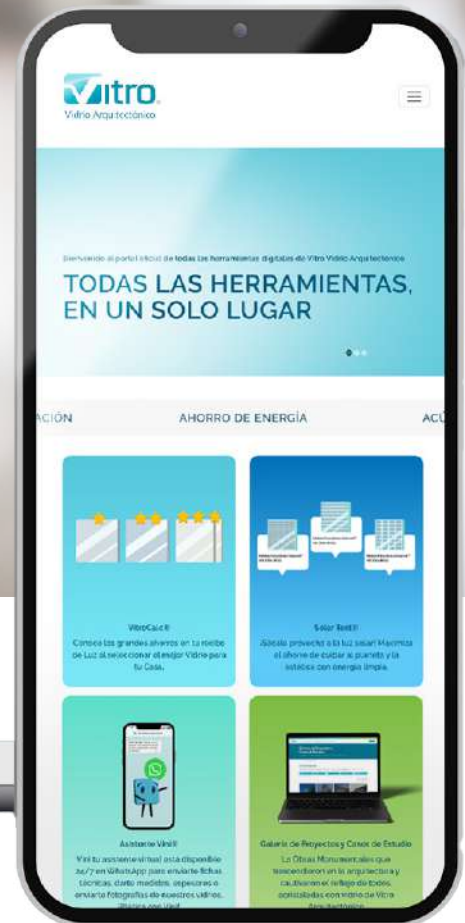 Vitro
Vidrio Arquitectónico
Bienvenido al portal oficial de todas las herramientas digitales de Vitro Vidrio Arquitectónico
TODAS LAS HERRAMIENTAS,
EN UN SOLO LUGAR
ACIÓN AHORRO DE ENERGÍA ACÚ
VitroCalc®
Conoce los grandes ahorros en tu recibo
de Luz al seleccionar el mejor Vidrio para
tu Casa.
Solar Tool®
¡Sácale provecho a la luz solar! Maximiza
el ahorro de cuidar al planeta y la
estética con energía limpia.
Asistente Vini®
Vini tu asistente virtual está disponible
24/7 en WhatsApp para enviarte fichas
técnicas, darte medidas, espesores o
enviarte fotografías de nuestros vidrios.
Galería de Proyectos y Casos de Estudio
La Obras Monumentales que
trascendieron en la arquitectura y
cautivaron el reflejo de todos,
acristaladas con vidrio de Vitro
Arquitectónico